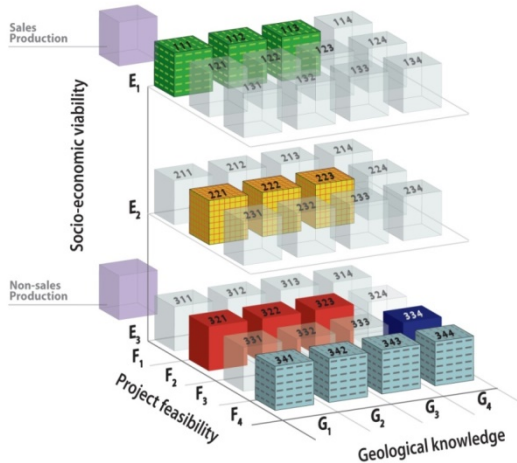 Sales
Production
Socio-economic viability
111
112
113
114
121
122
123
124
131
132
133
134
E1
211
212
213
214
221
222
223
224
231
232
233
234
E2
Non-sales
Production
311
312
313
314
321
322
323
324
331
332
333
334
341
342
343
344
E3
F1
F2
F3
F4
Project feasibility
G1
G2
G3
G4
Geological knowledge